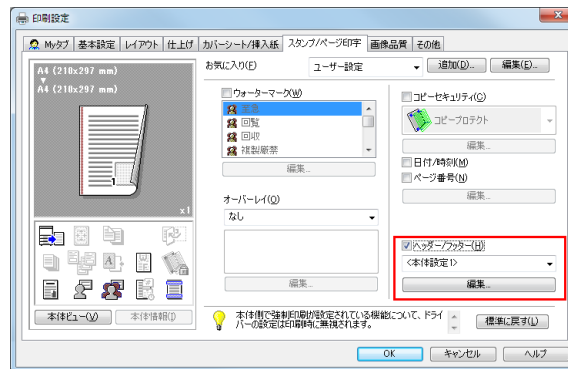 印刷設定
Myタブ 基本設定 レイアウト 仕上げ カバーシート/挿入紙 スタンプ/ページ印字 画像品質 その他
A4 (210x297 mm)
A4 (210x297 mm)
1
x1
本体ビュー(V) 本体情報(I)
お気に入り(F) ユーザー設定 追加(D)... 編集(E)...
ウォーターマーク(W)
至急
回覧
回収
複製厳禁
編集...
オーバーレイ(O)
なし
編集...
コピーセキュリティ(C)
コピープロテクト
編集...
日付/時刻(M)
ページ番号(N)
編集...
ヘッダー/フッター(H)
<本体設定1>
編集...
本体側で強制印刷が設定されている機能について、ドライ
バーの設定は印刷時に無視されます。
標準に戻す(L)
OK キャンセル ヘルプ